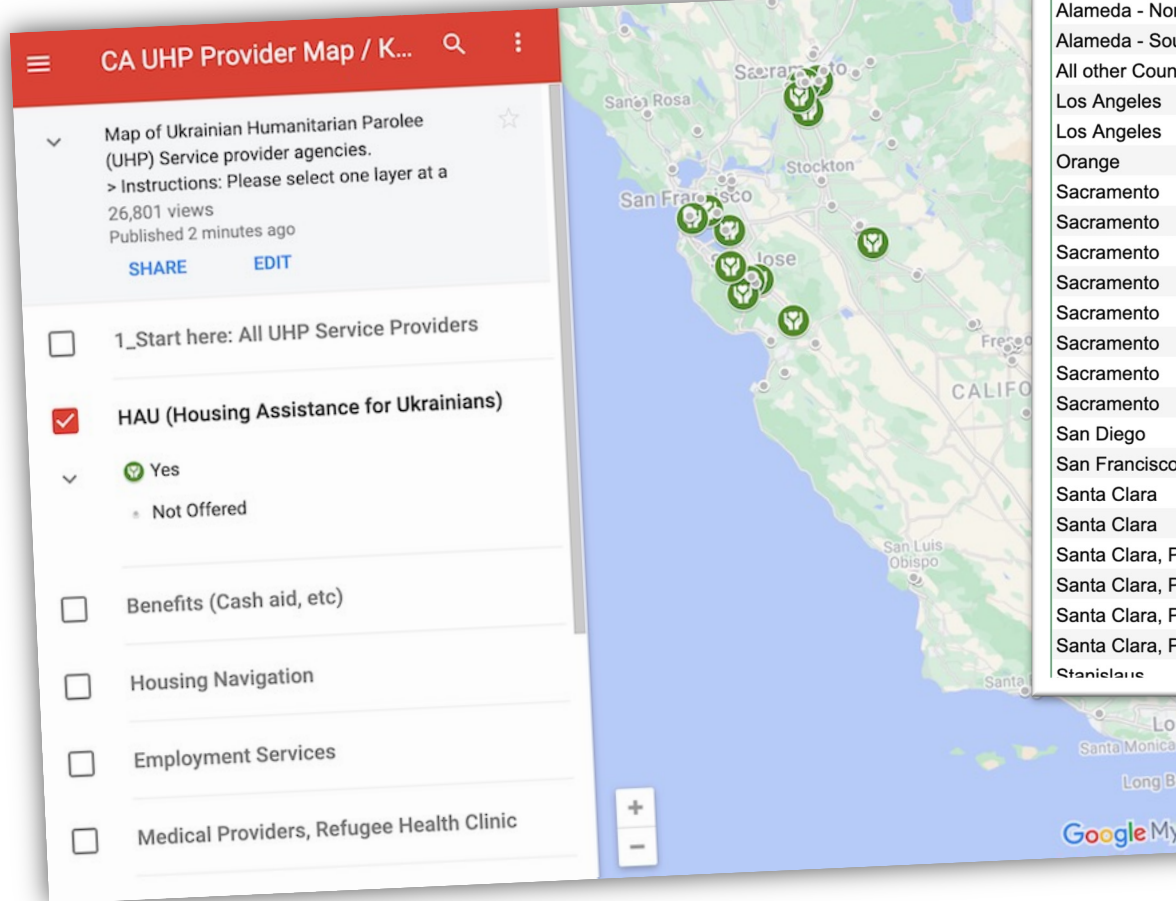 CA UHP Provider Map / K...
Map of Ukrainian Humanitarian Parolee
(UHP) Service provider agencies.
> Instructions: Please select one layer at a
26,801 views
Published 2 minutes ago
SHARE EDIT
1_Start here: All UHP Service Providers
HAU (Housing Assistance for Ukrainians)
Yes
Not Offered
Benefits (Cash aid, etc)
Housing Navigation
Employment Services
Medical Providers, Refugee Health Clinic
Santa Rosa
Stockton
San Luis
Obispo
CALIFO
Santa
Lo
Santa Monica
Long B
Google My
Alameda - Nor
Alameda - Sou
All other Coun
Los Angeles
Los Angeles
Orange
Sacramento
Sacramento
Sacramento
Sacramento
Sacramento
Sacramento
Sacramento
Sacramento
San Diego
San Francisco
Santa Clara
Santa Clara
Santa Clara, P
Santa Clara, P
Santa Clara, P
Santa Clara, P
Stanislaus